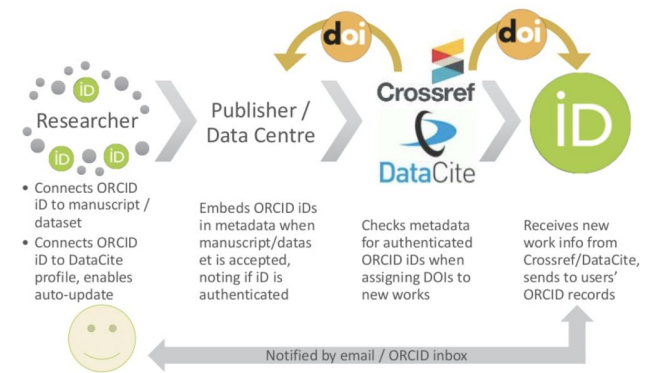 doi
doi
iD
Researcher
iD
iD
Publisher /
Data Centre
Crossref
DataCite
iD
• Connects ORCID
iD to manuscript /
dataset
• Connects ORCID
iD to DataCite
profile, enables
auto-update
Embeds ORCID iDs
in metadata when
manuscript/datas
et is accepted,
noting if iD is
authenticated
Checks metadata
for authenticated
ORCID iDs when
assigning DOIs to
new works
Receives new
work info from
Crossref/DataCite,
sends to users’
ORCID records
Notified by email / ORCID inbox